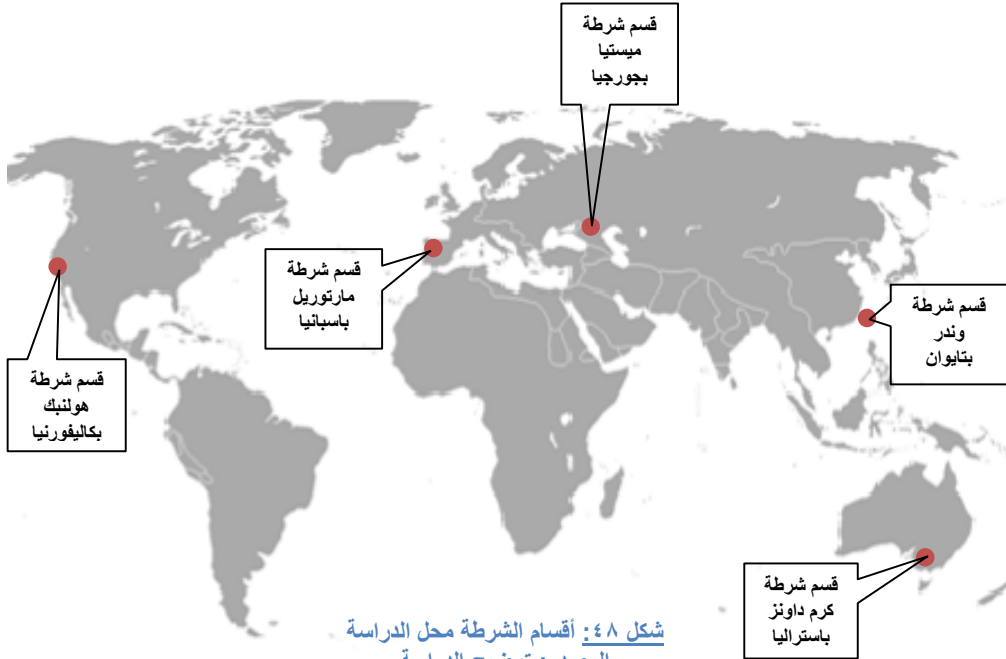 قسم شرطة
ميستيا
بجورجيا
قسم شرطة
مارتوريل
باسبانيا
قسم شرطة
وندر
بتايوان
قسم شرطة
هولنبك
بكاليفورنيا
قسم شرطة
كرم داونز
باستراليا
شكل ٤٨: أقسام الشرطة محل الدراسة